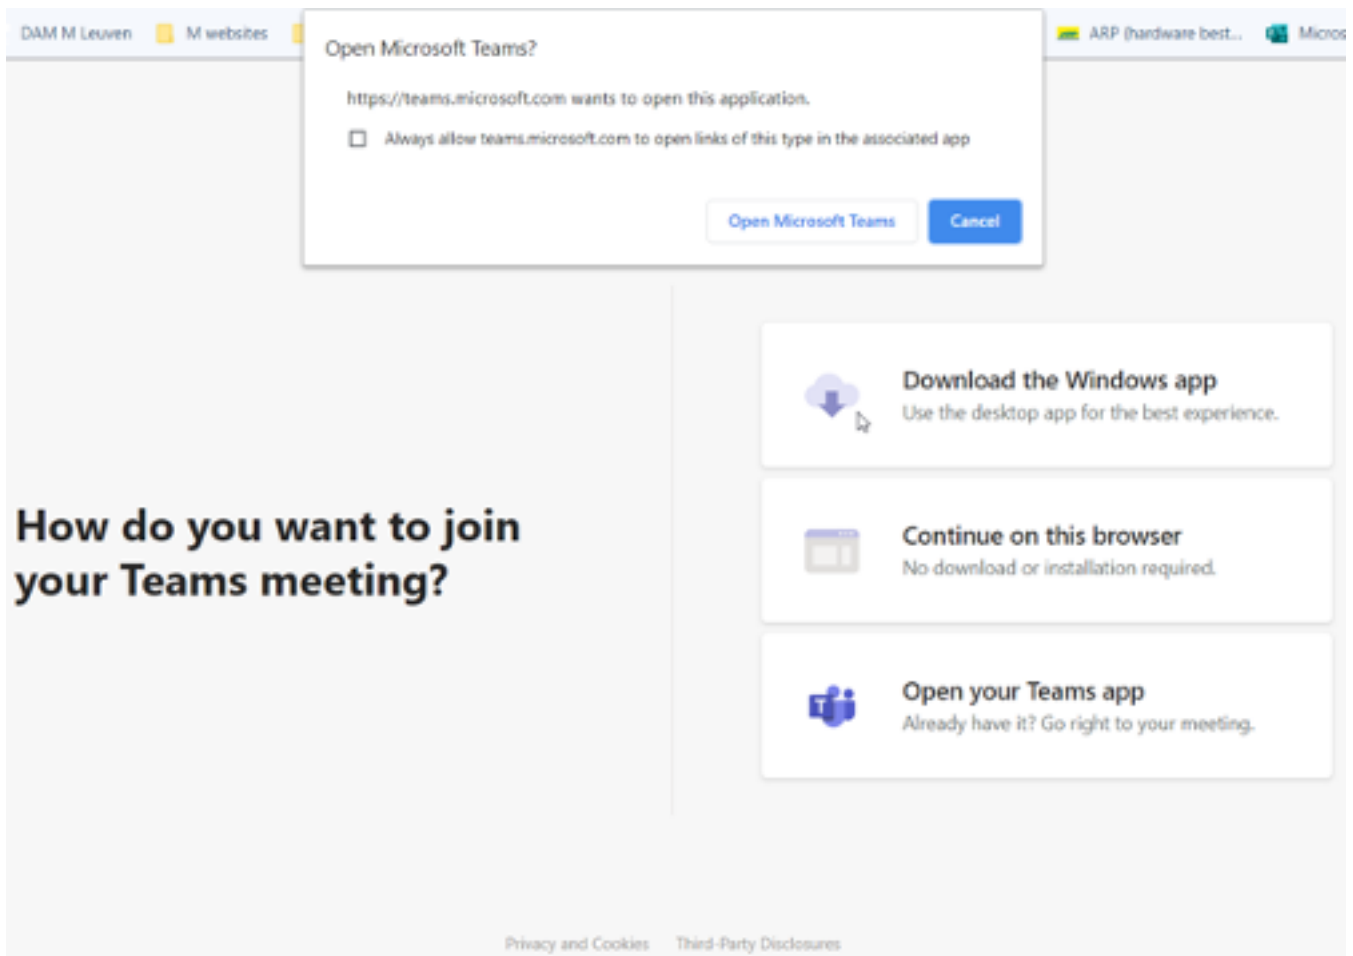 DAM M Leuven
M websites
ARP (hardware best...
Micros
Open Microsoft Teams?
https://teams.microsoft.com wants to open this application.
Always allow teams.microsoft.com to open links of this type in the associated app
Open Microsoft Teams
Cancel
How do you want to join
your Teams meeting?
Download the Windows app
Use the desktop app for the best experience.
Continue on this browser
No download or installation required.
Open your Teams app
Already have it? Go right to your meeting.
Privacy and Cookies
Third-Party Disclosures